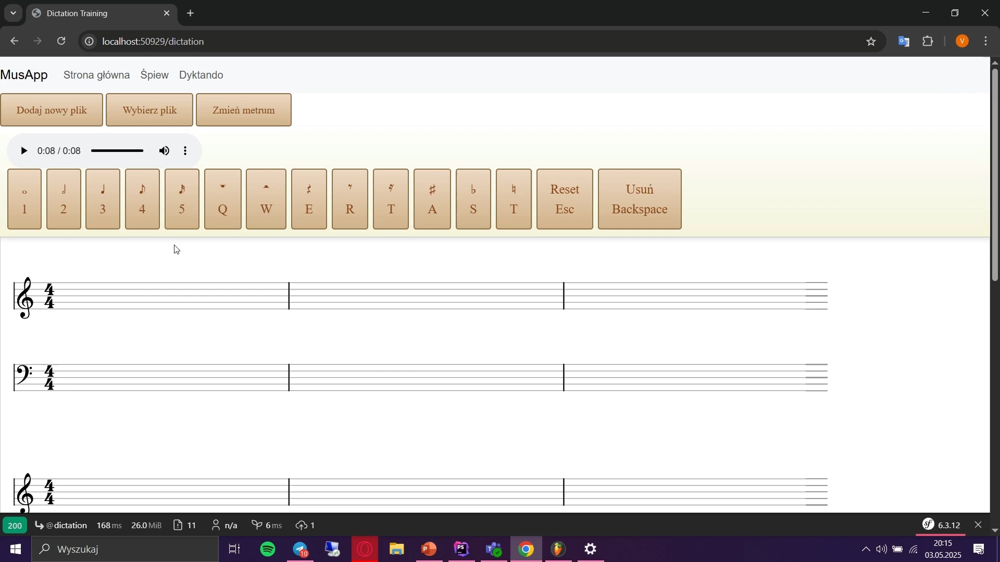 Dictation Training
localhost:50929/dictation
V
MusApp Strona główna Śpiew Dyktando
Dodaj nowy plik Wybierz plik Zmień metrum
0:08 / 0:08
Reset Usuń
1 2 3 4 5 Q W E R T A S T Esc Backspace
4 4
4 4
4 4
200 @dictation 168 ms 26.0 MiB 11 n/a 6 ms 1 sf 6.3.12
Wyszukaj 10 P PS T 20:15
03.05.2025